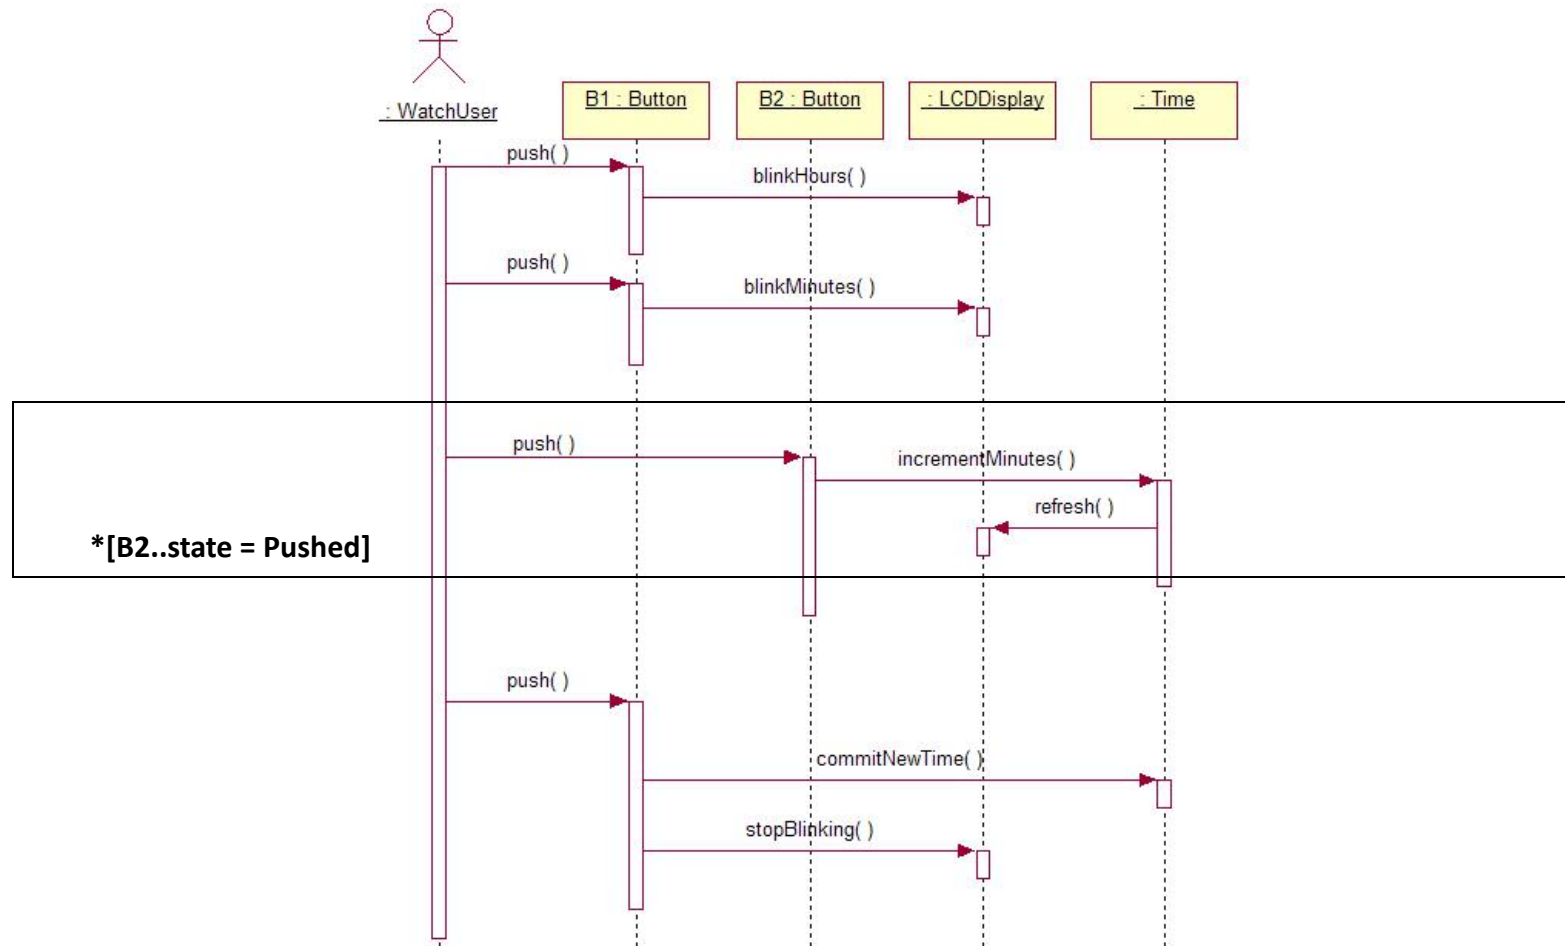 : WatchUser
B1 : Button
B2 : Button
: LCDDisplay
: Time
push( )
blinkHours( )
push( )
blinkMinutes( )
push( )
incrementMinutes( )
refresh( )
*[B2..state = Pushed]
push( )
commitNewTime( )
stopBlinking( )